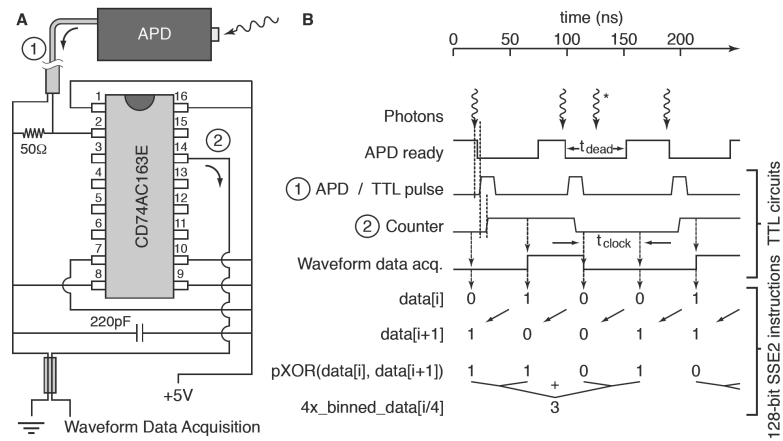 A
APD
1
1
2
3
4
5
6
7
8
16
15
14
13
12
11
10
9
CD74AC163E
50Ω
2
220pF
+5V
Waveform Data Acquisition
B
time (ns)
0 50 100 150 200
Photons
*
APD ready
t dead
1 APD / TTL pulse
2 Counter
t clock
Waveform data acq.
TTL circuits
data[i] 0 1 0 0 1
data[i+1] 1 0 0 1 1
pXOR(data[i], data[i+1]) 1 1 0 1 0
+
4x_binned_data[i/4] 3
128-bit SSE2 instructions